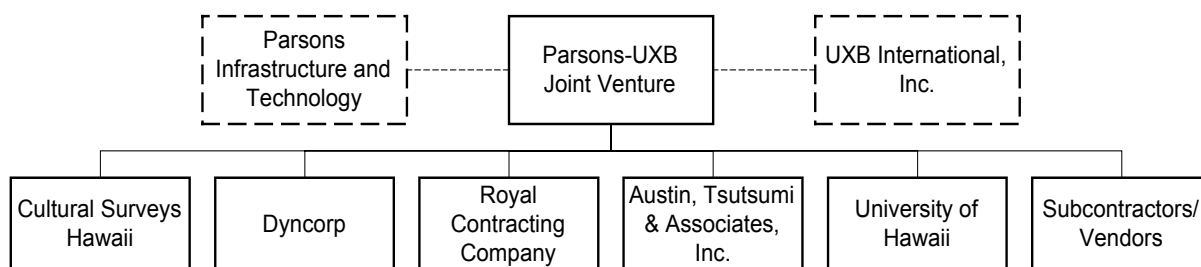 Parsons
Infrastructure and
Technology
Parsons-UXB
Joint Venture
UXB International,
Inc.
Cultural Surveys
Hawaii
Dyncorp
Royal
Contracting
Company
Austin, Tsutsumi
& Associates,
Inc.
University of
Hawaii
Subcontractors/
Vendors